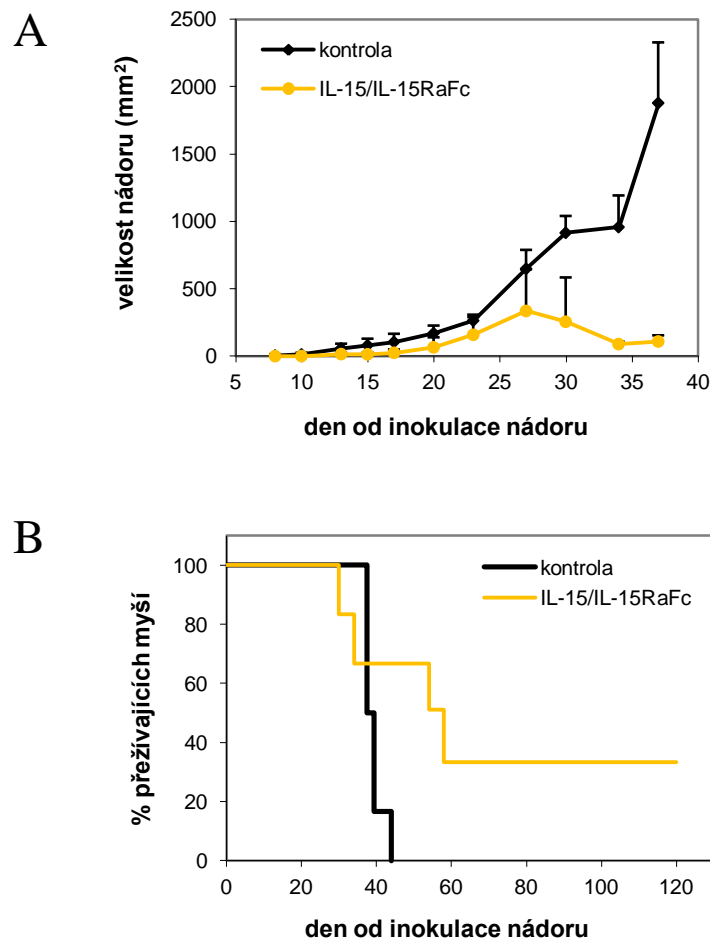 A
kontrola
IL-15/IL-15RaFc
velikost nádoru (mm²)
2500
2000
1500
1000
500
0
5 10 15 20 25 30 35 40
den od inokulace nádoru
B
kontrola
IL-15/IL-15RaFc
% přežívajících myší
100
80
60
40
20
0
0 20 40 60 80 100 120
den od inokulace nádoru